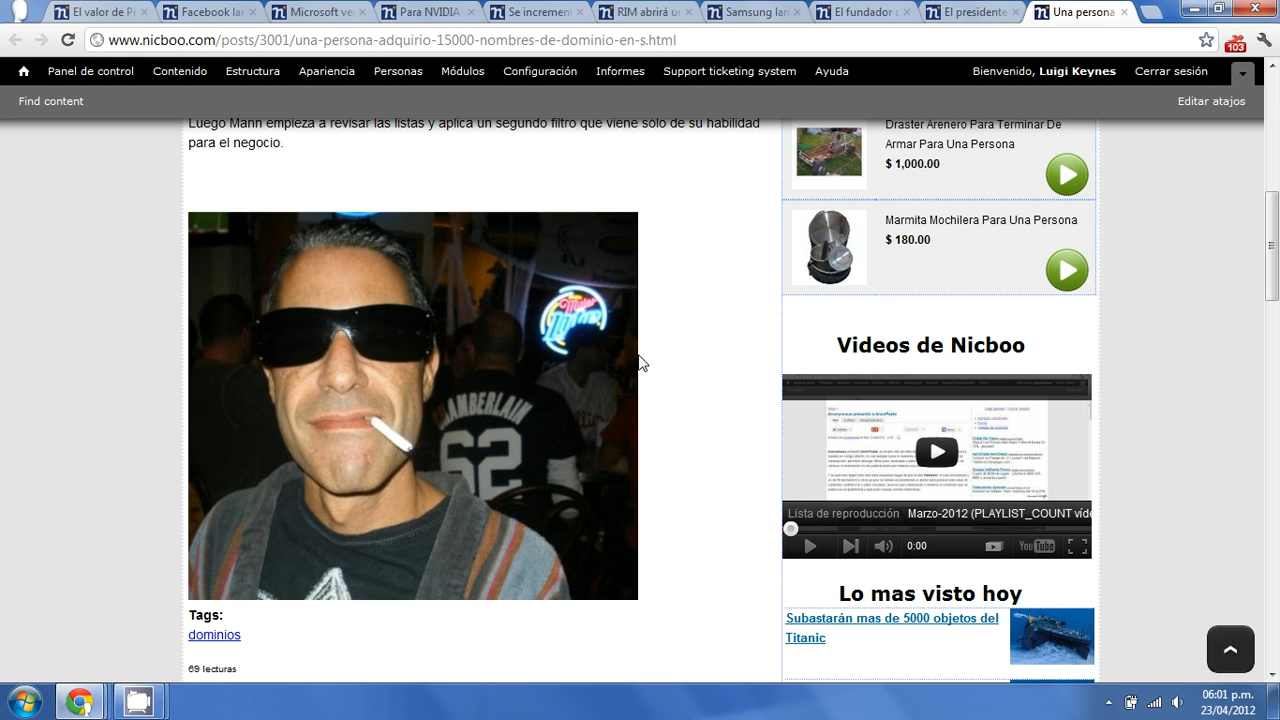 El valor de Pi
Facebook lan
Microsoft ve
Para NVIDIA
Se increment
RIM abrirá u
Samsung lan
El fundador d
El presidente
Una persona
www.nicboo.com/posts/3001/una-persona-adquirio-15000-nombres-de-dominio-en-s.html
103
Panel de control Contenido Estructura Apariencia Personas Módulos Configuración Informes Support ticketing system Ayuda Bienvenido, Luigi Keynes Cerrar sesión
Find content Editar atajos
Luego Mann empieza a revisar las listas y aplica un segundo filtro que viene solo de su habilidad
para el negocio.
Draster Arenero Para Terminar De
Armar Para Una Persona
$ 1,000.00
Marmita Mochilera Para Una Persona
$ 180.00
Videos de Nicboo
Lista de reproducción Marzo-2012 (PLAYLIST_COUNT víde
0:00
YouTube
Lo mas visto hoy
Subastarán mas de 5000 objetos del
Titanic
Tags:
dominios
69 lecturas
06:01 p.m.
23/04/2012